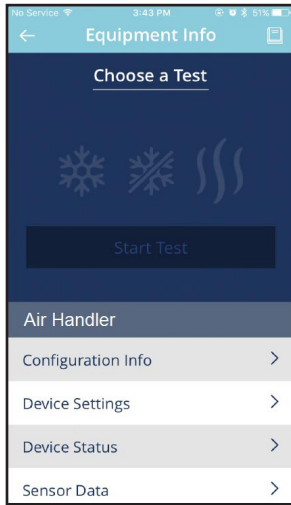 No Service 3:43 PM 51%
Equipment Info
Choose a Test
Start Test
Air Handler
Configuration Info
Device Settings
Device Status
Sensor Data